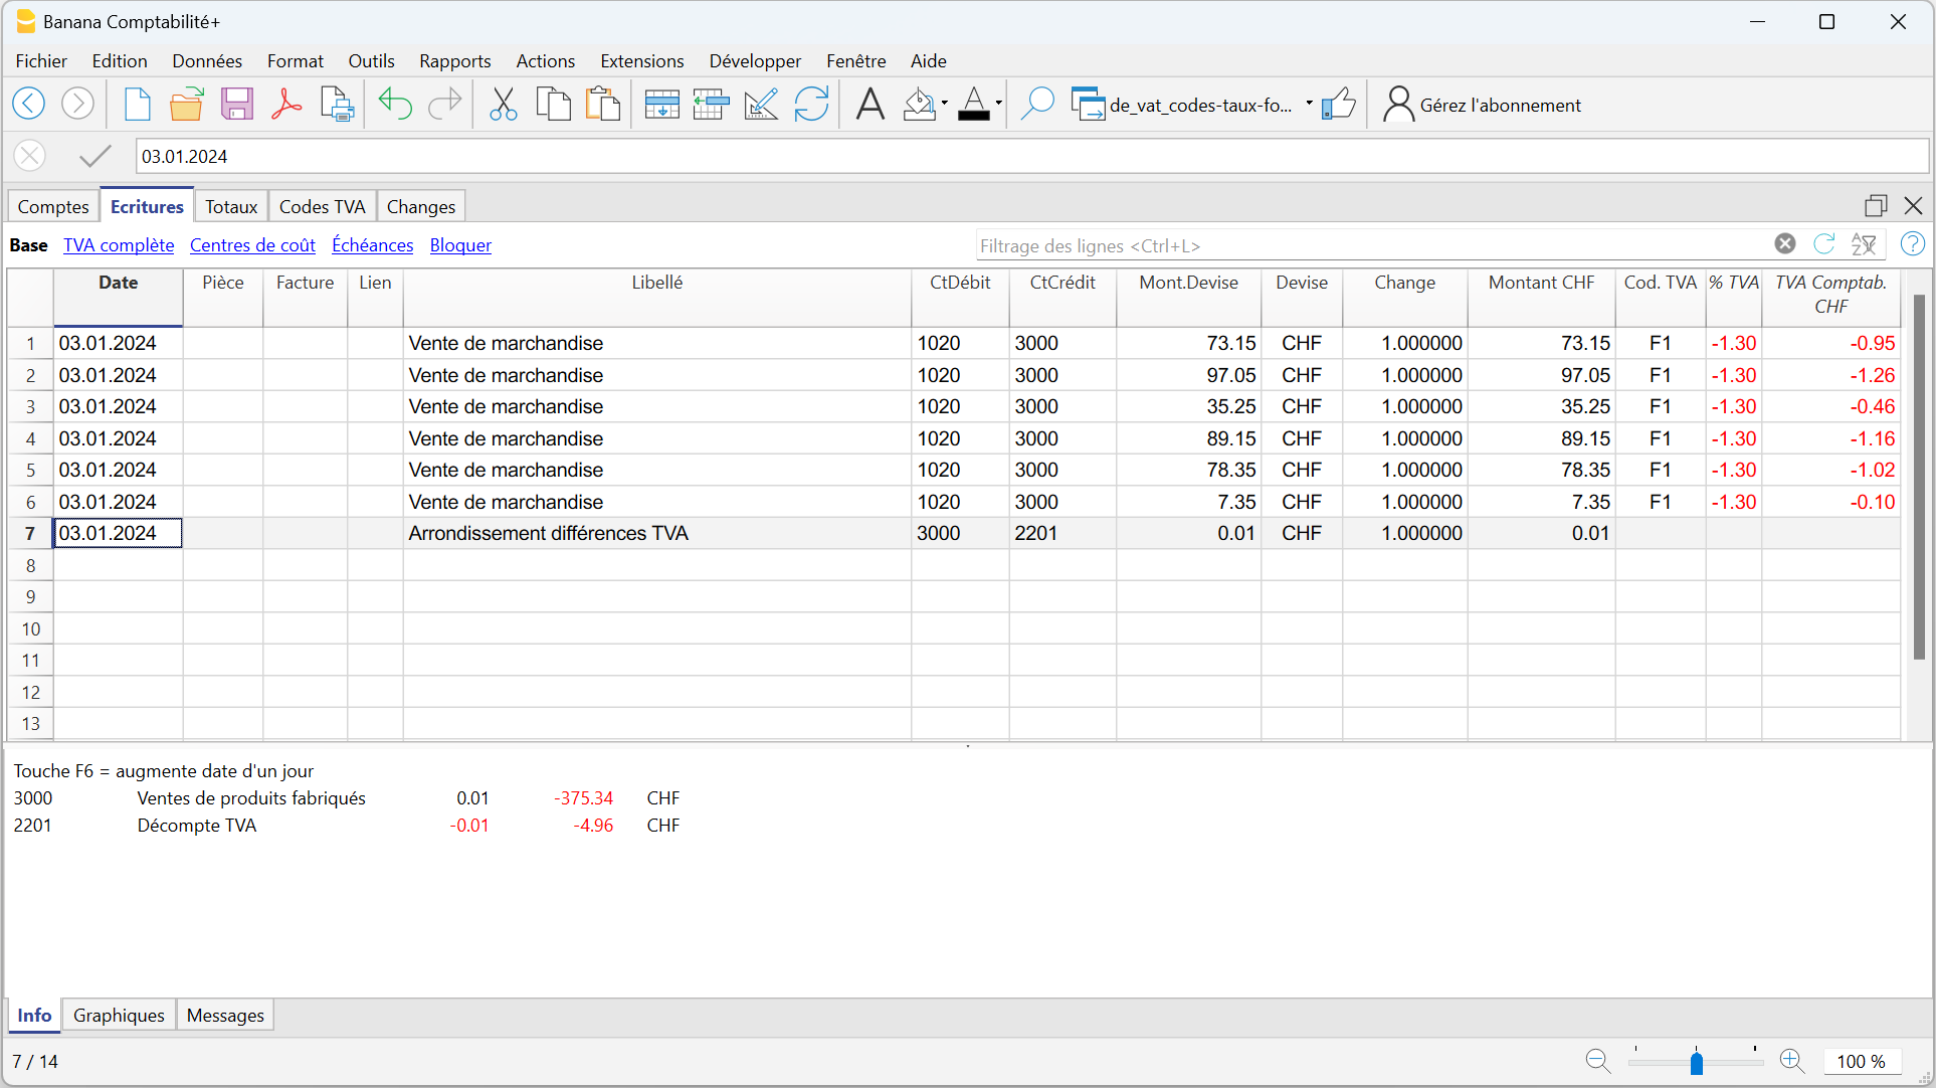 Banana Comptabilité+
Fichier Edition Données Format Outils Rapports Actions Extensions Développer Fenêtre Aide
de_vat_codes-taux-fo... Gérez l'abonnement
03.01.2024
Comptes Ecritures Totaux Codes TVA Changes
Base TVA complète Centres de coût Échéances Bloquer Filtrage des lignes <Ctrl+L>
Date Pièce Facture Lien Libellé CtDébit CtCrédit Mont.Devise Devise Change Montant CHF Cod. TVA % TVA TVA Comptab. CHF
1 03.01.2024 Vente de marchandise 1020 3000 73.15 CHF 1.000000 73.15 F1 -1.30 -0.95
2 03.01.2024 Vente de marchandise 1020 3000 97.05 CHF 1.000000 97.05 F1 -1.30 -1.26
3 03.01.2024 Vente de marchandise 1020 3000 35.25 CHF 1.000000 35.25 F1 -1.30 -0.46
4 03.01.2024 Vente de marchandise 1020 3000 89.15 CHF 1.000000 89.15 F1 -1.30 -1.16
5 03.01.2024 Vente de marchandise 1020 3000 78.35 CHF 1.000000 78.35 F1 -1.30 -1.02
6 03.01.2024 Vente de marchandise 1020 3000 7.35 CHF 1.000000 7.35 F1 -1.30 -0.10
7 03.01.2024 Arrondissement différences TVA 3000 2201 0.01 CHF 1.000000 0.01
8
9
10
11
12
13
Touche F6 = augmente date d'un jour
3000 Ventes de produits fabriqués 0.01 -375.34 CHF
2201 Décompte TVA -0.01 -4.96 CHF
Info Graphiques Messages
7 / 14 100 %